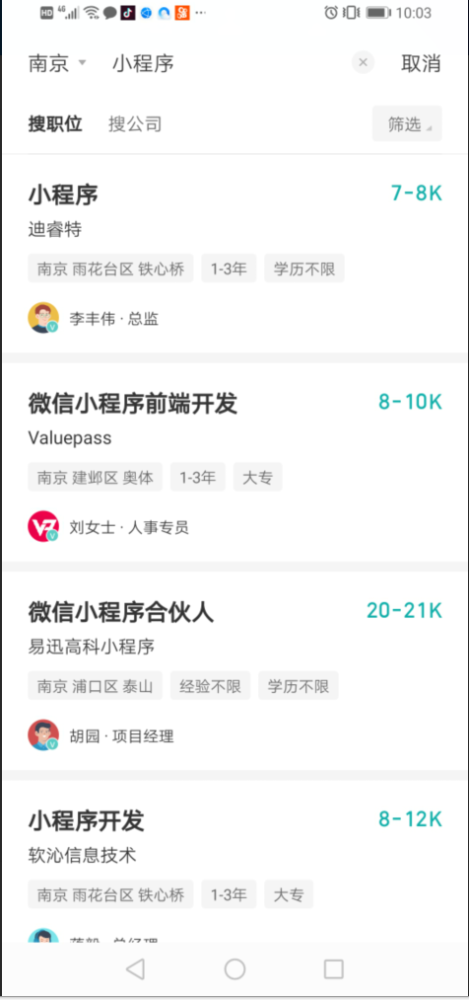 HD 46 10:03
南京 小程序 取消
搜职位 搜公司 筛选
小程序 7-8K
迪睿特
南京 雨花台区 铁心桥 1-3年 学历不限
李丰伟 · 总监
微信小程序前端开发 8-10K
Valuepass
南京 建邺区 奥体 1-3年 大专
刘女士 · 人事专员
微信小程序合伙人 20-21K
易迅高科小程序
南京 浦口区 泰山 经验不限 学历不限
胡园 · 项目经理
小程序开发 8-12K
软沁信息技术
南京 雨花台区 铁心桥 1-3年 大专